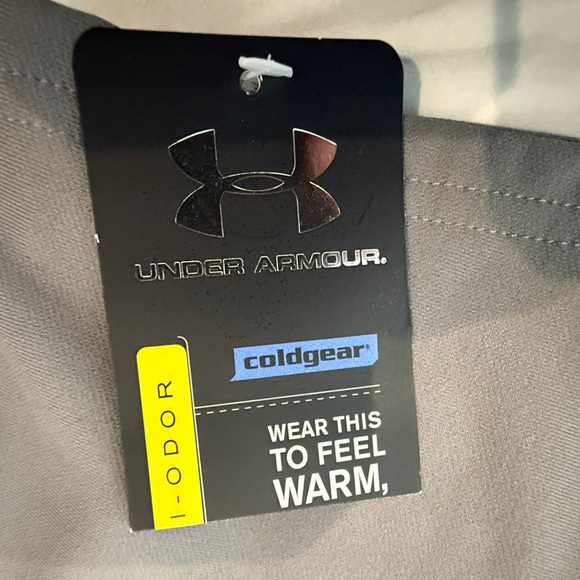 UNDER ARMOUR.
coldgear®
I-ODOR
WEAR THIS
TO FEEL
WARM,